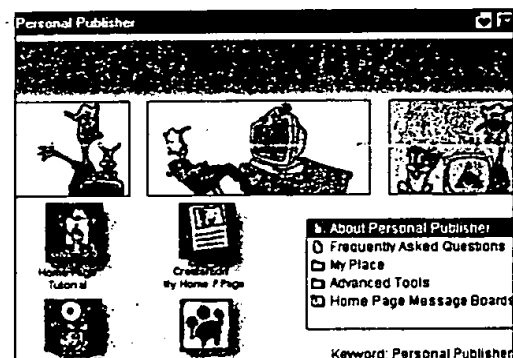 Personal Publisher
Home Page
Tutorial
Create/Edit
My Home Page
About Personal Publisher
Frequently Asked Questions
My Place
Advanced Tools
Home Page Message Boards
Keyword: Personal Publisher